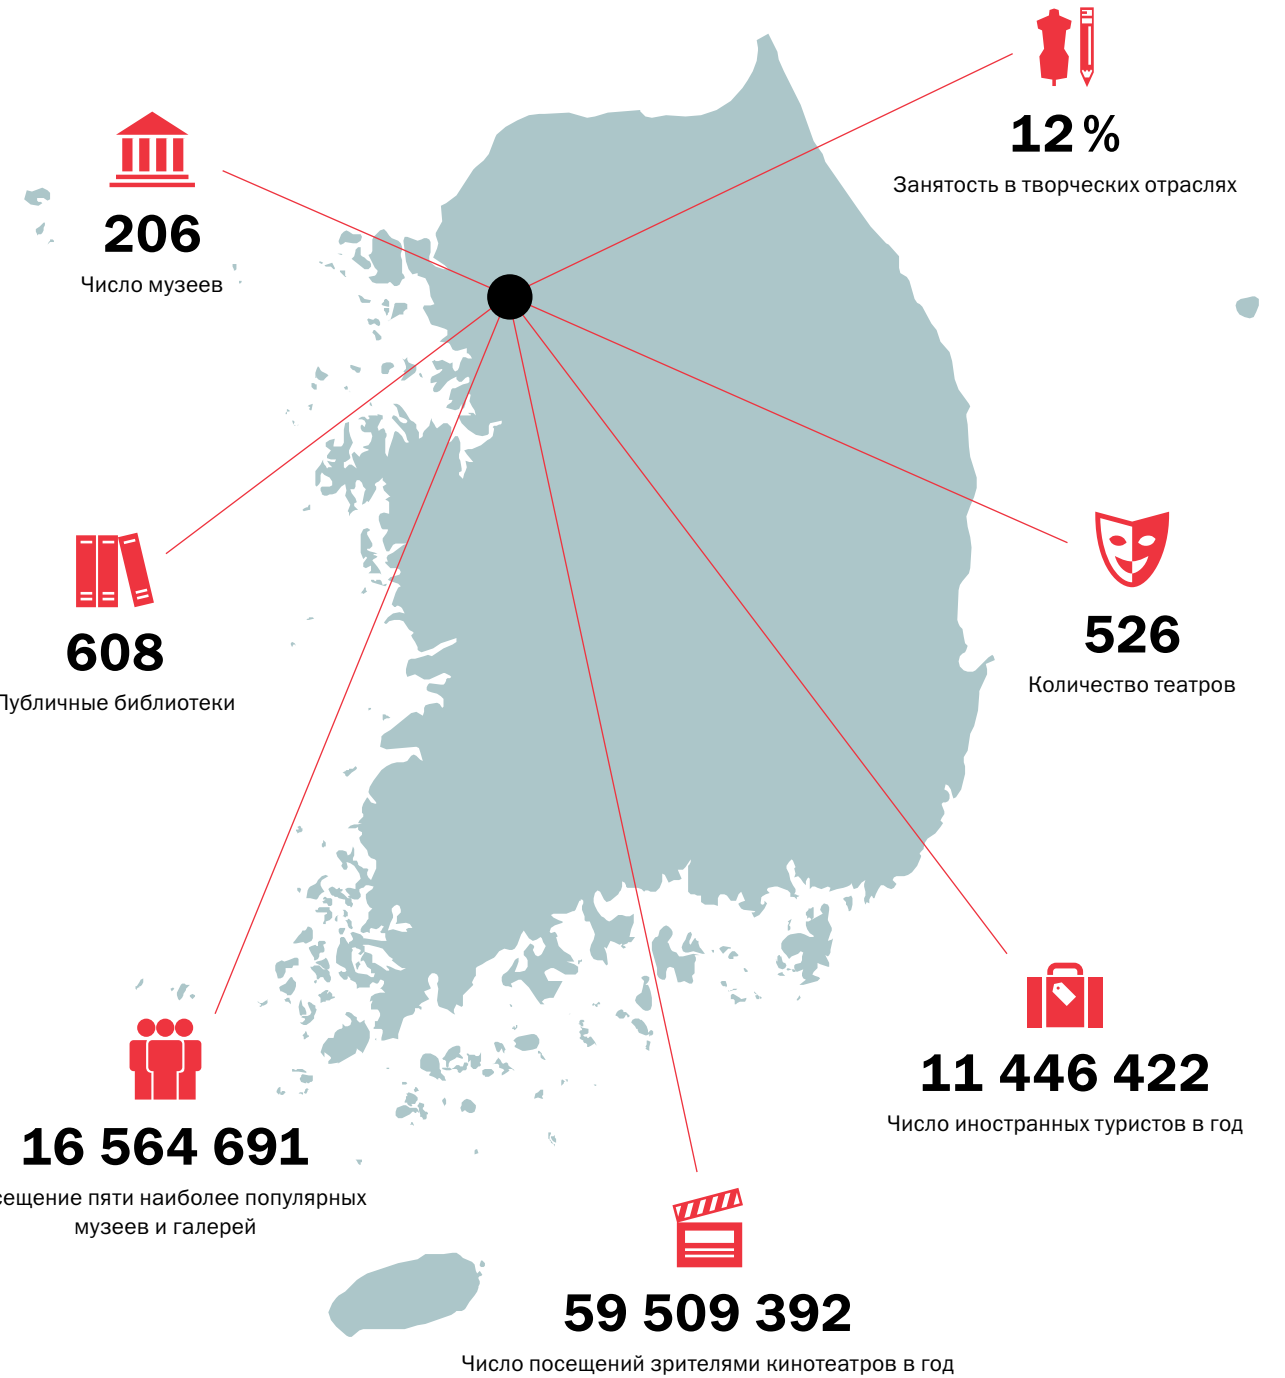 12 %
Занятость в творческих отраслях
206
Число музеев
526
Количество театров
608
Публичные библиотеки
11 446 422
Число иностранных туристов в год
16 564 691
сещение пяти наиболее популярных
музеев и галерей
59 509 392
Число посещений зрителями кинотеатров в год